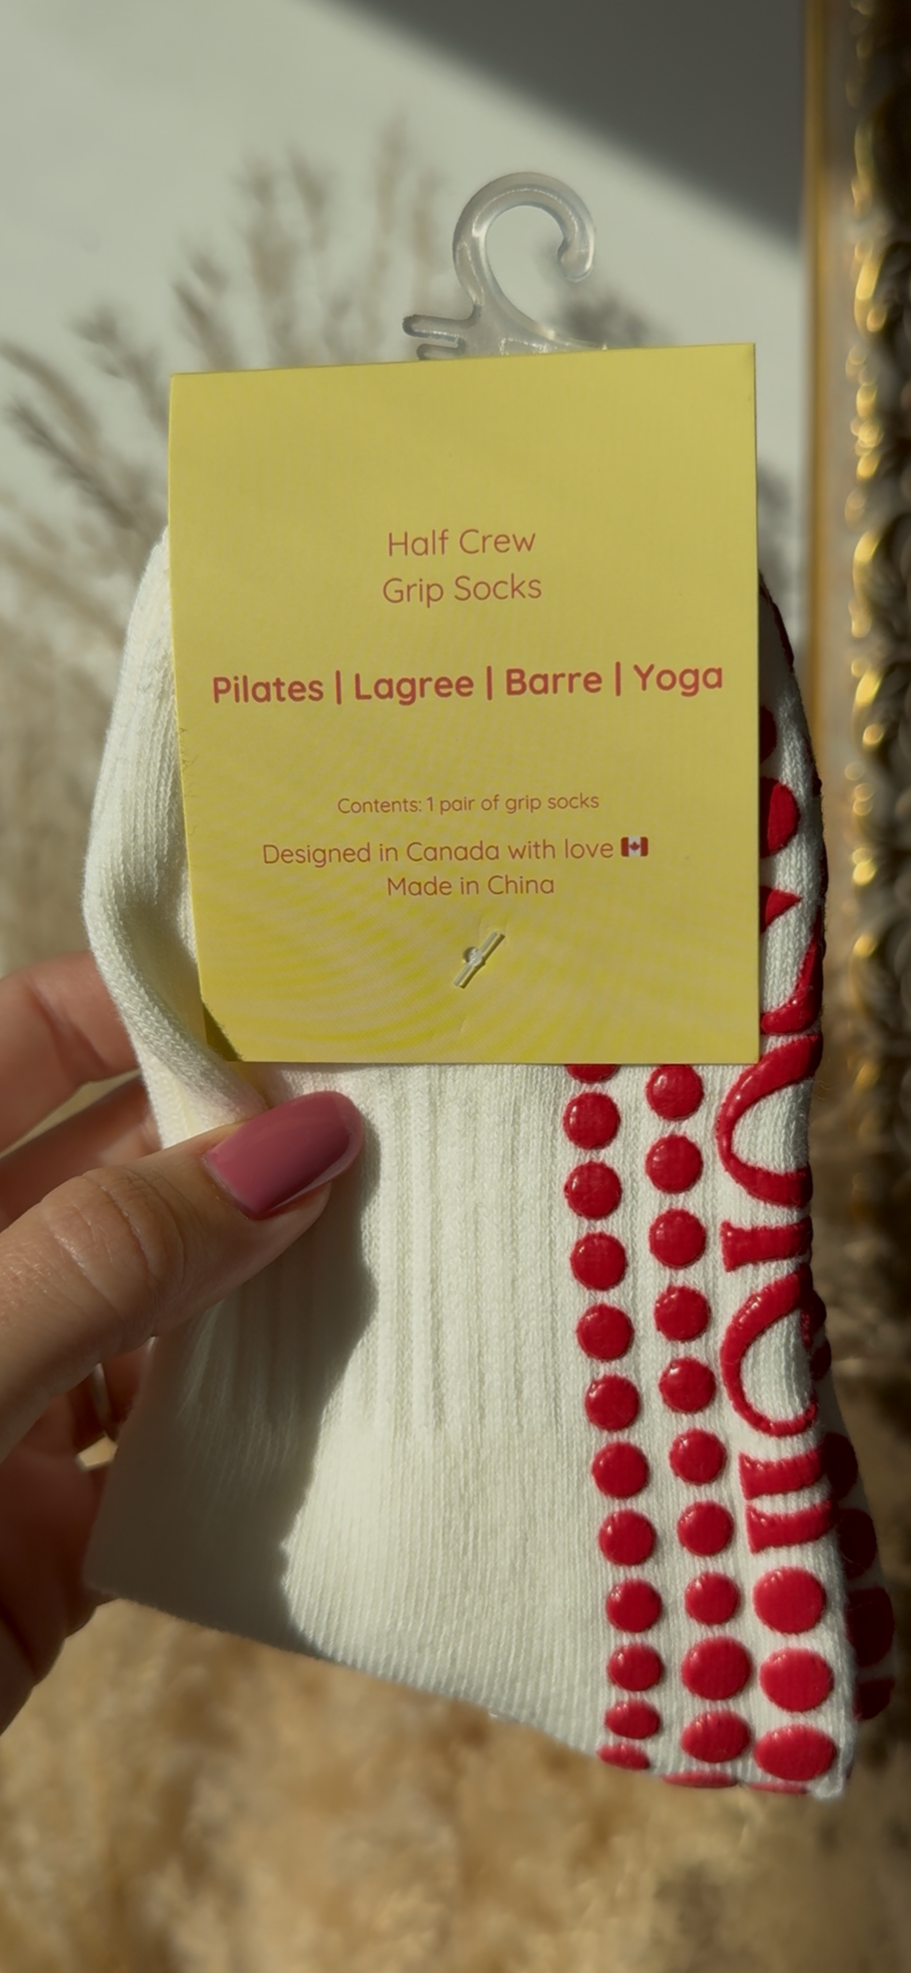 Half Crew
Grip Socks
Pilates | Lagree | Barre | Yoga
Contents: 1 pair of grip socks
Designed in Canada with love 🇨🇦
Made in China